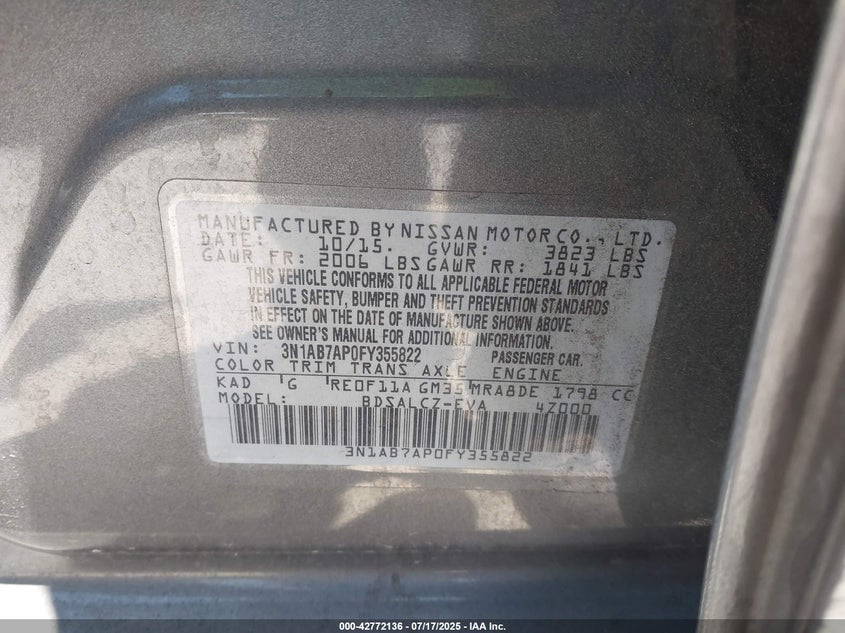 MANUFACTURED BY NISSAN MOTOR CO., LTD.
DATE: 10/15. GVWR: 3823 LBS
GAWR FR: 2006 LBS GAWR RR: 1841 LBS
THIS VEHICLE CONFORMS TO ALL APPLICABLE FEDERAL MOTOR
VEHICLE SAFETY, BUMPER AND THEFT PREVENTION STANDARDS
IN EFFECT ON THE DATE OF MANUFACTURE SHOWN ABOVE.
SEE OWNER'S MANUAL FOR ADDITIONAL INFORMATION.
VIN: 3N1AB7AP0FY355822 PASSENGER CAR.
COLOR TRIM TRANS AXLE ENGINE
KAD G RE0F11A GM35 MRA8DE 1798 CC
MODEL: BDSALCZ-EVA 4Z000
3N1AB7AP0FY355822
000-42772136 - 07/17/2025 - IAA Inc.